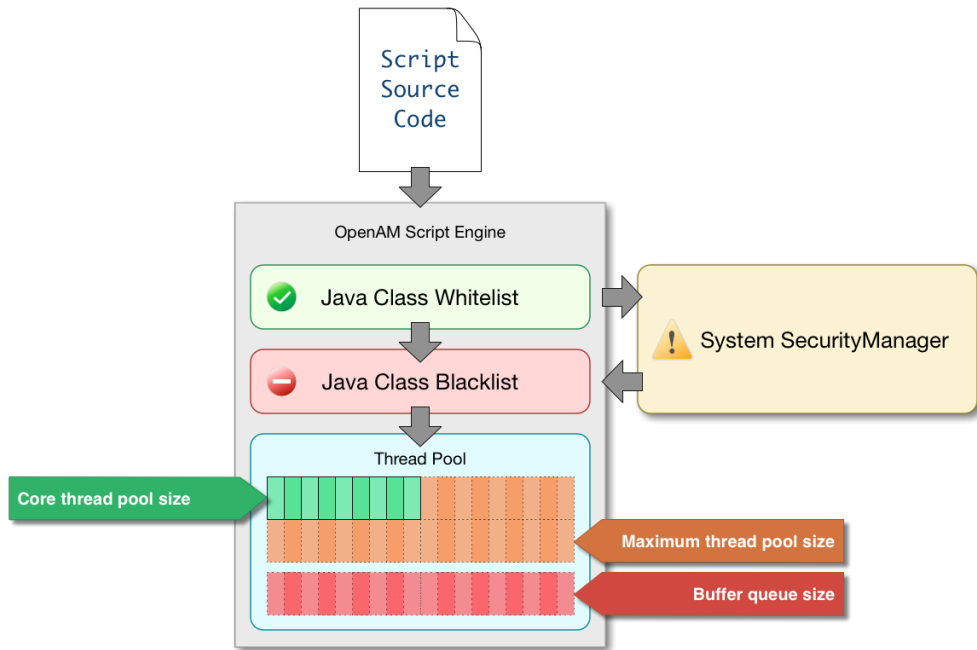 Script
Source
Code
OpenAM Script Engine
Java Class Whitelist
System SecurityManager
Java Class Blacklist
Thread Pool
Core thread pool size
Maximum thread pool size
Buffer queue size